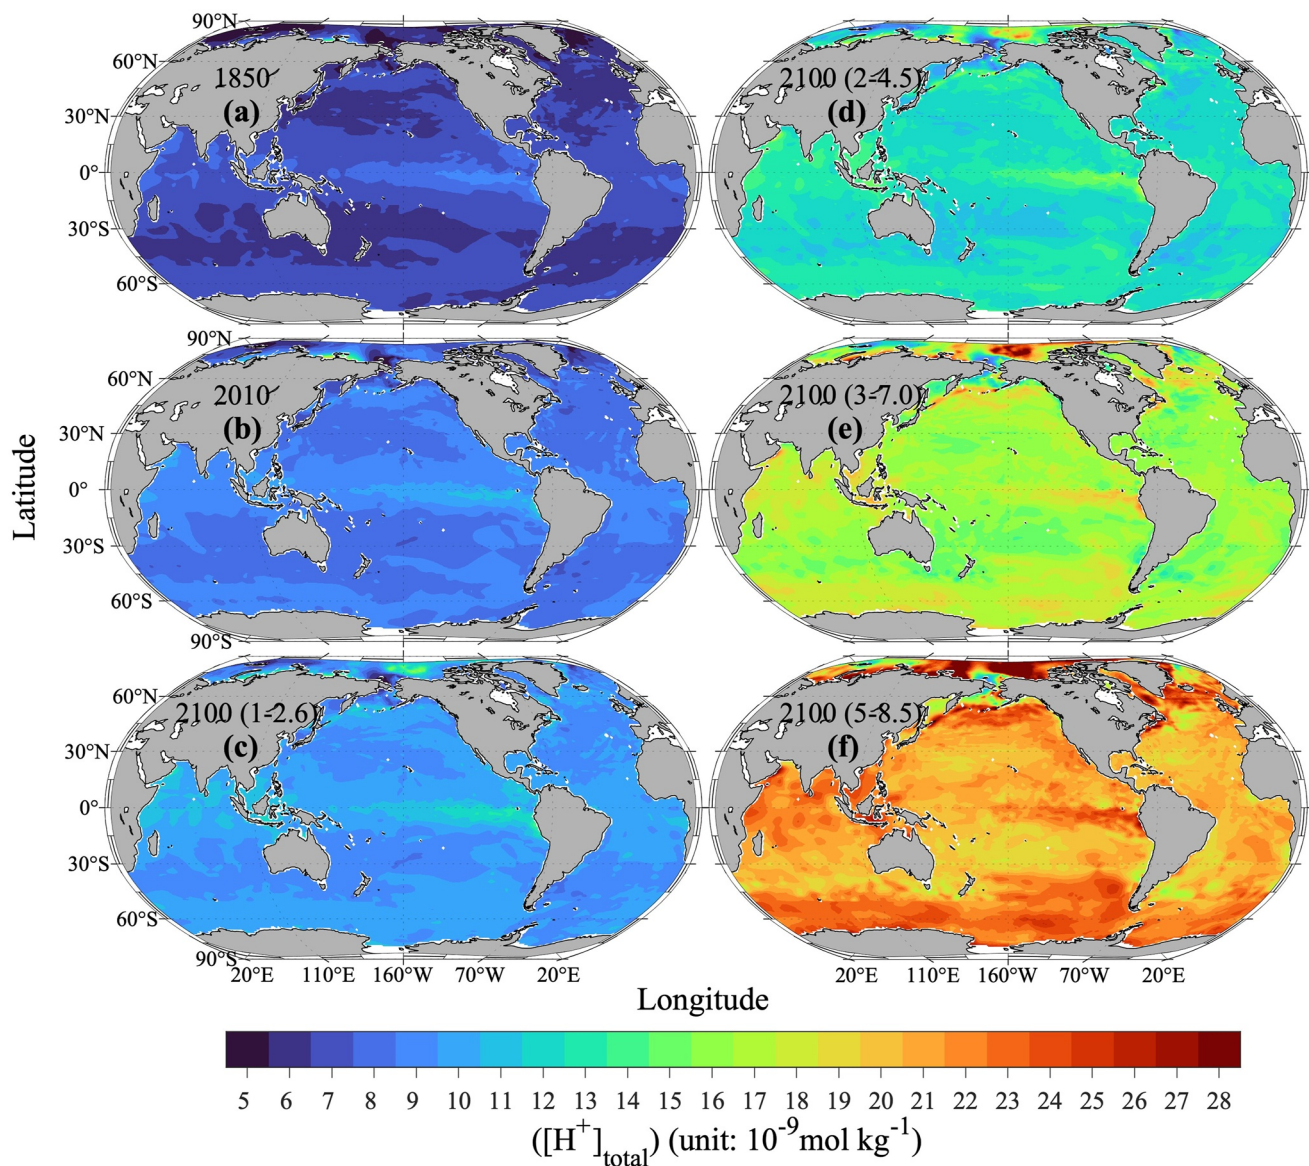 90°N
60°N
30°N
0°
30°S
60°S
1850
(a)
2100 (2-4.5)
(d)
90°N
60°N
30°N
0°
30°S
60°S
90°S
2010
(b)
2100 (3-7.0)
(e)
Latitude
60°N
30°N
0°
30°S
60°S
90°S
2100 (1-2.6)
(c)
2100 (5-8.5)
(f)
20°E 110°E 160°W 70°W 20°E
20°E 110°E 160°W 70°W 20°E
Longitude
5 6 7 8 9 10 11 12 13 14 15 16 17 18 19 20 21 22 23 24 25 26 27 28
([H⁺]total) (unit: 10⁻⁹mol kg⁻¹)